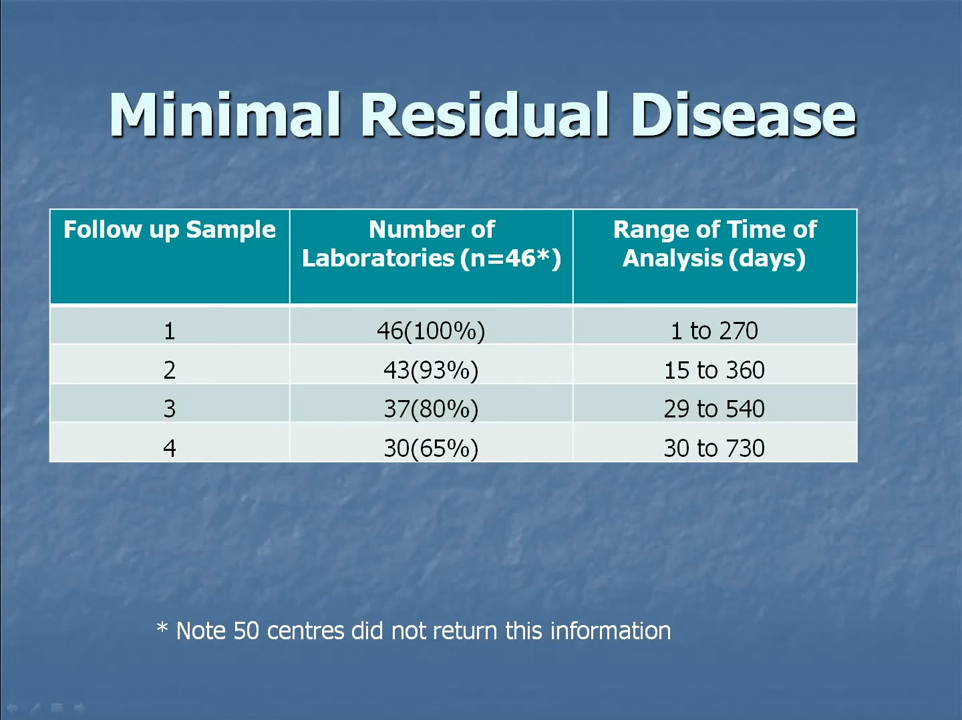 Minimal Residual Disease
Follow up Sample
Number of
Laboratories (n=46*)
Range of Time of
Analysis (days)
1 46(100%) 1 to 270
2 43(93%) 15 to 360
3 37(80%) 29 to 540
4 30(65%) 30 to 730
* Note 50 centres did not return this information